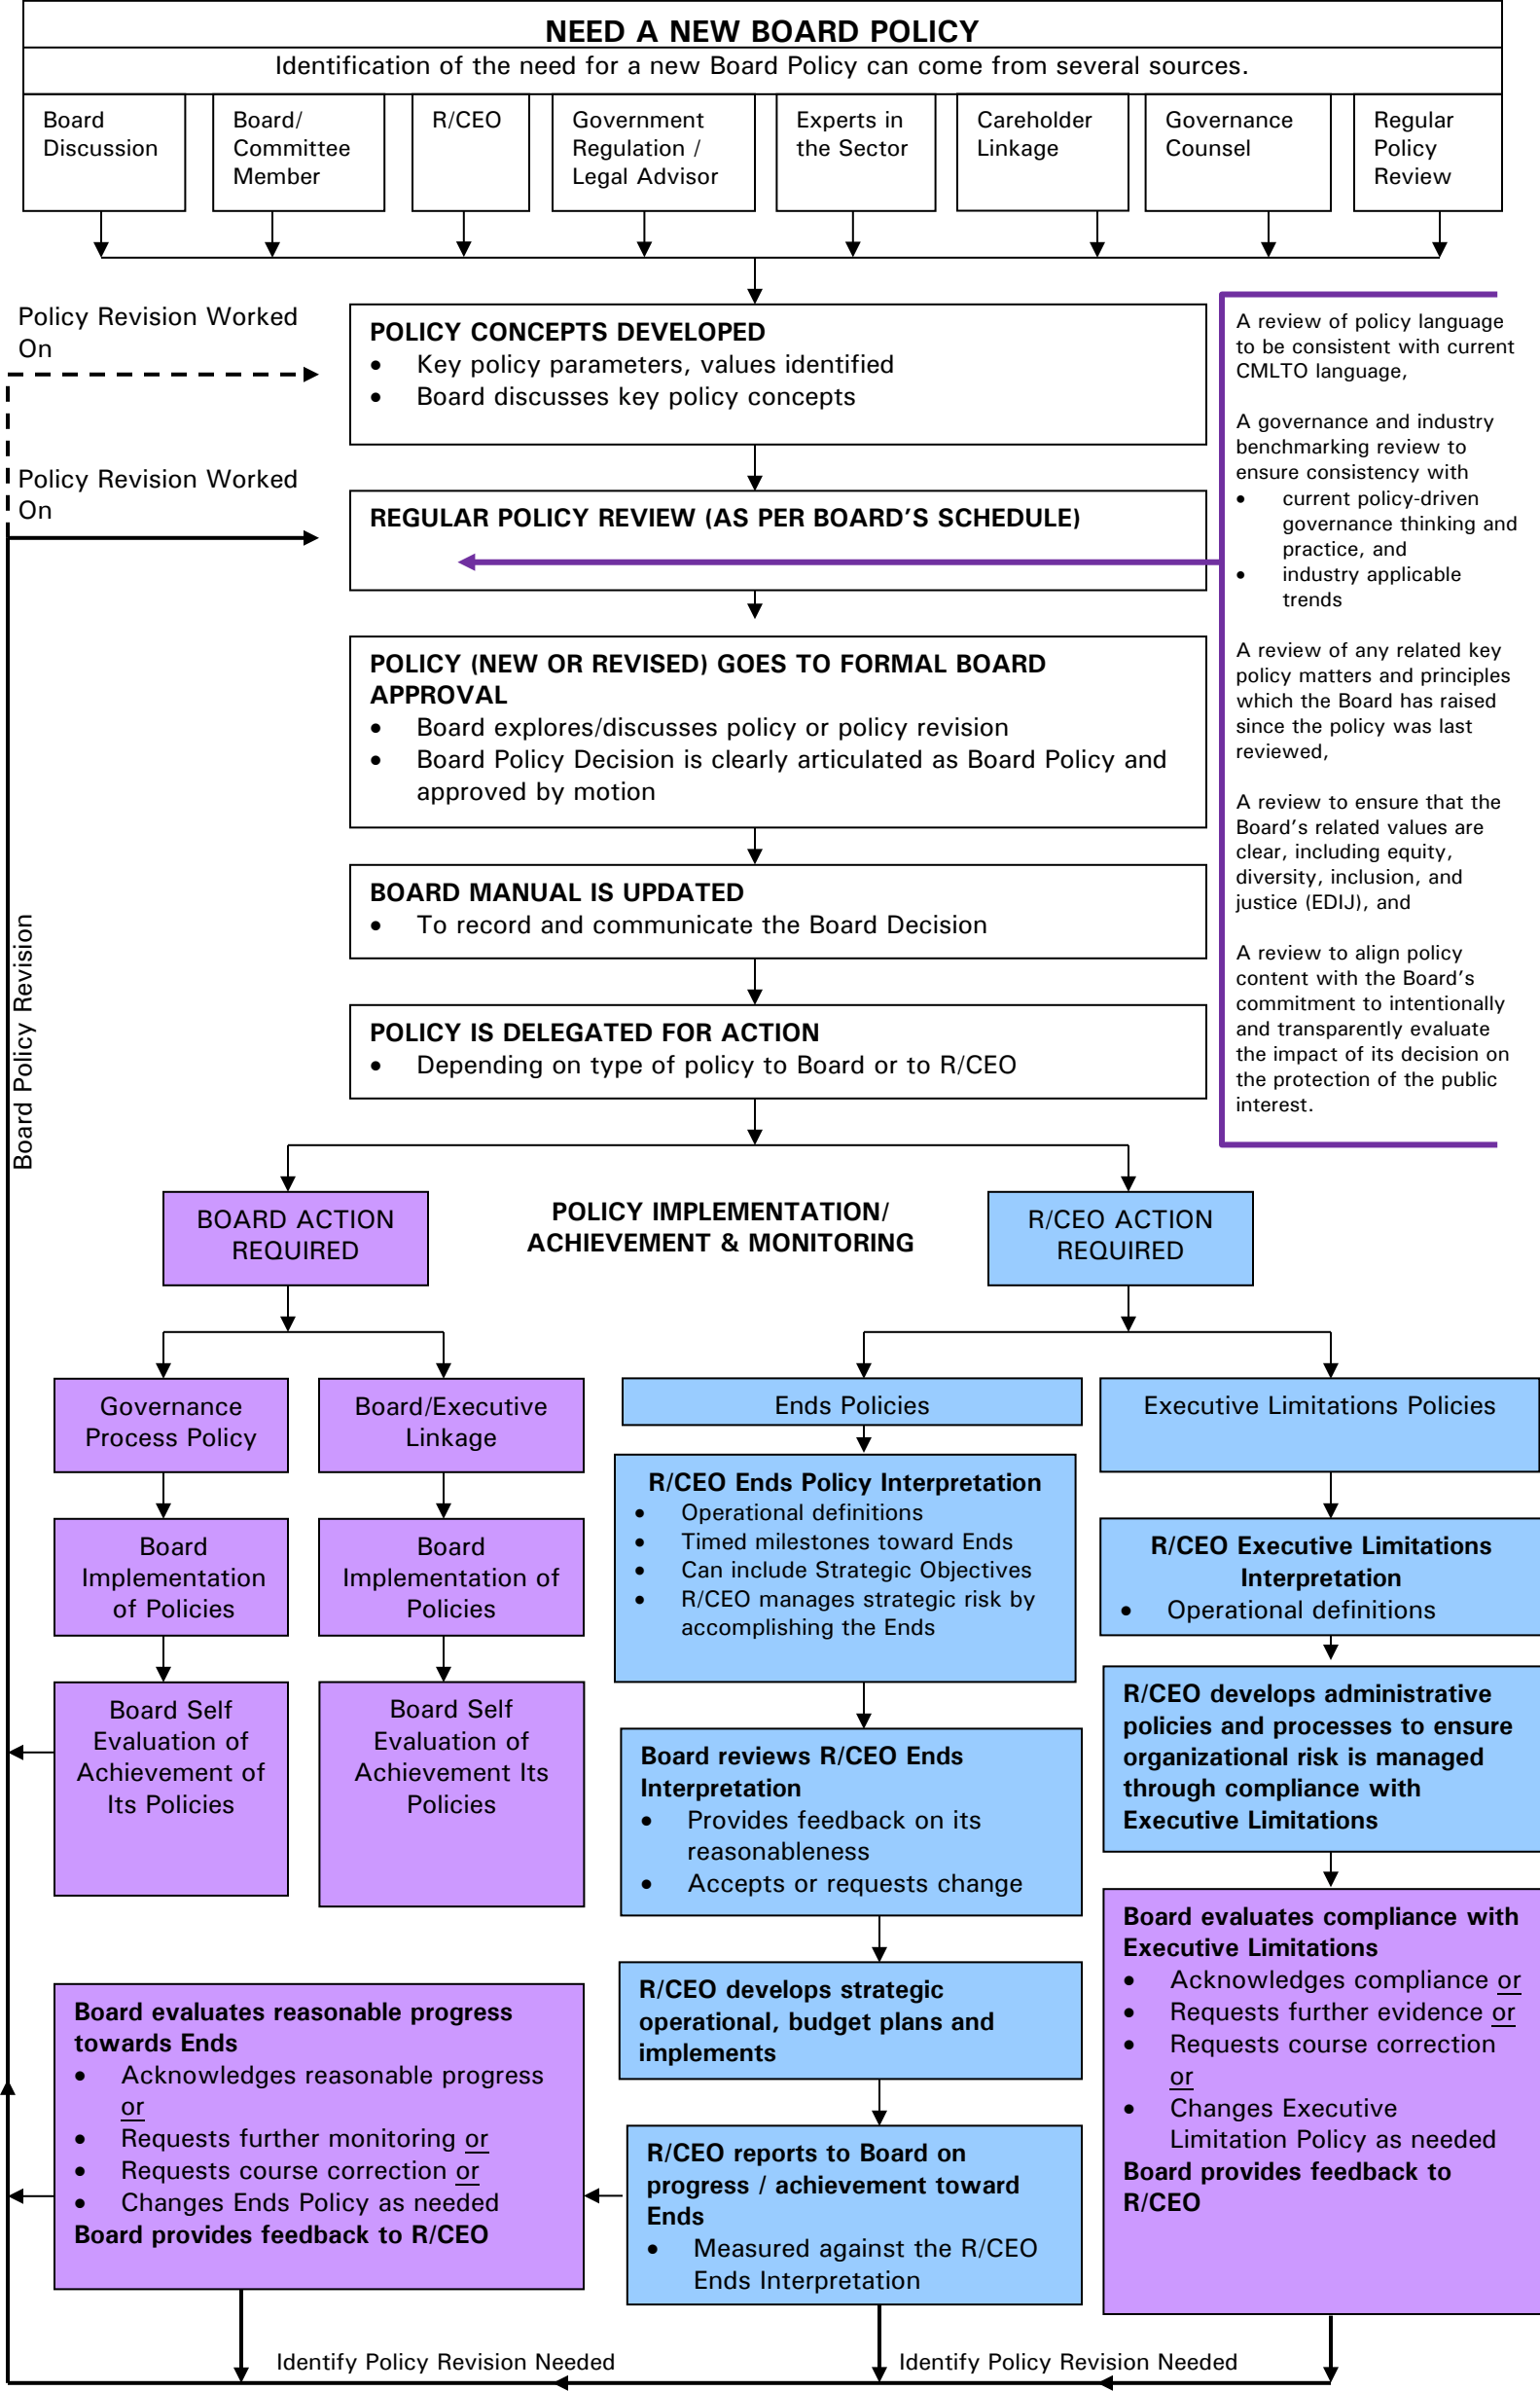 NEED A NEW BOARD POLICY
Identification of the need for a new Board Policy can come from several sources.
Board
Discussion
Board/
Committee
Member
R/CEO
Government
Regulation /
Legal Advisor
Experts in
the Sector
Careholder
Linkage
Governance
Counsel
Regular
Policy
Review
Policy Revision Worked
On
POLICY CONCEPTS DEVELOPED
• Key policy parameters, values identified
• Board discusses key policy concepts
Policy Revision Worked
On
REGULAR POLICY REVIEW (AS PER BOARD'S SCHEDULE)
A review of policy language
to be consistent with current
CMLTO language,
A governance and industry
benchmarking review to
ensure consistency with
• current policy-driven
governance thinking and
practice, and
• industry applicable
trends
A review of any related key
policy matters and principles
which the Board has raised
since the policy was last
reviewed,
A review to ensure that the
Board's related values are
clear, including equity,
diversity, inclusion, and
justice (EDIJ), and
A review to align policy
content with the Board's
commitment to intentionally
and transparently evaluate
the impact of its decision on
the protection of the public
interest.
POLICY (NEW OR REVISED) GOES TO FORMAL BOARD
APPROVAL
• Board explores/discusses policy or policy revision
• Board Policy Decision is clearly articulated as Board Policy and
approved by motion
BOARD MANUAL IS UPDATED
• To record and communicate the Board Decision
POLICY IS DELEGATED FOR ACTION
• Depending on type of policy to Board or to R/CEO
Board Policy Revision
BOARD ACTION
REQUIRED
POLICY IMPLEMENTATION/
ACHIEVEMENT & MONITORING
R/CEO ACTION
REQUIRED
Governance
Process Policy
Board/Executive
Linkage
Ends Policies
Executive Limitations Policies
Board
Implementation
of Policies
Board
Implementation of
Policies
R/CEO Ends Policy Interpretation
• Operational definitions
• Timed milestones toward Ends
• Can include Strategic Objectives
• R/CEO manages strategic risk by
accomplishing the Ends
R/CEO Executive Limitations
Interpretation
• Operational definitions
Board Self
Evaluation of
Achievement of
Its Policies
Board Self
Evaluation of
Achievement Its
Policies
Board reviews R/CEO Ends
Interpretation
• Provides feedback on its
reasonableness
• Accepts or requests change
R/CEO develops administrative
policies and processes to ensure
organizational risk is managed
through compliance with
Executive Limitations
Board evaluates reasonable progress
towards Ends
• Acknowledges reasonable progress
or
• Requests further monitoring or
• Requests course correction or
• Changes Ends Policy as needed
Board provides feedback to R/CEO
R/CEO develops strategic
operational, budget plans and
implements
R/CEO reports to Board on
progress / achievement toward
Ends
• Measured against the R/CEO
Ends Interpretation
Board evaluates compliance with
Executive Limitations
• Acknowledges compliance or
• Requests further evidence or
• Requests course correction
or
• Changes Executive
Limitation Policy as needed
Board provides feedback to
R/CEO
Identify Policy Revision Needed
Identify Policy Revision Needed